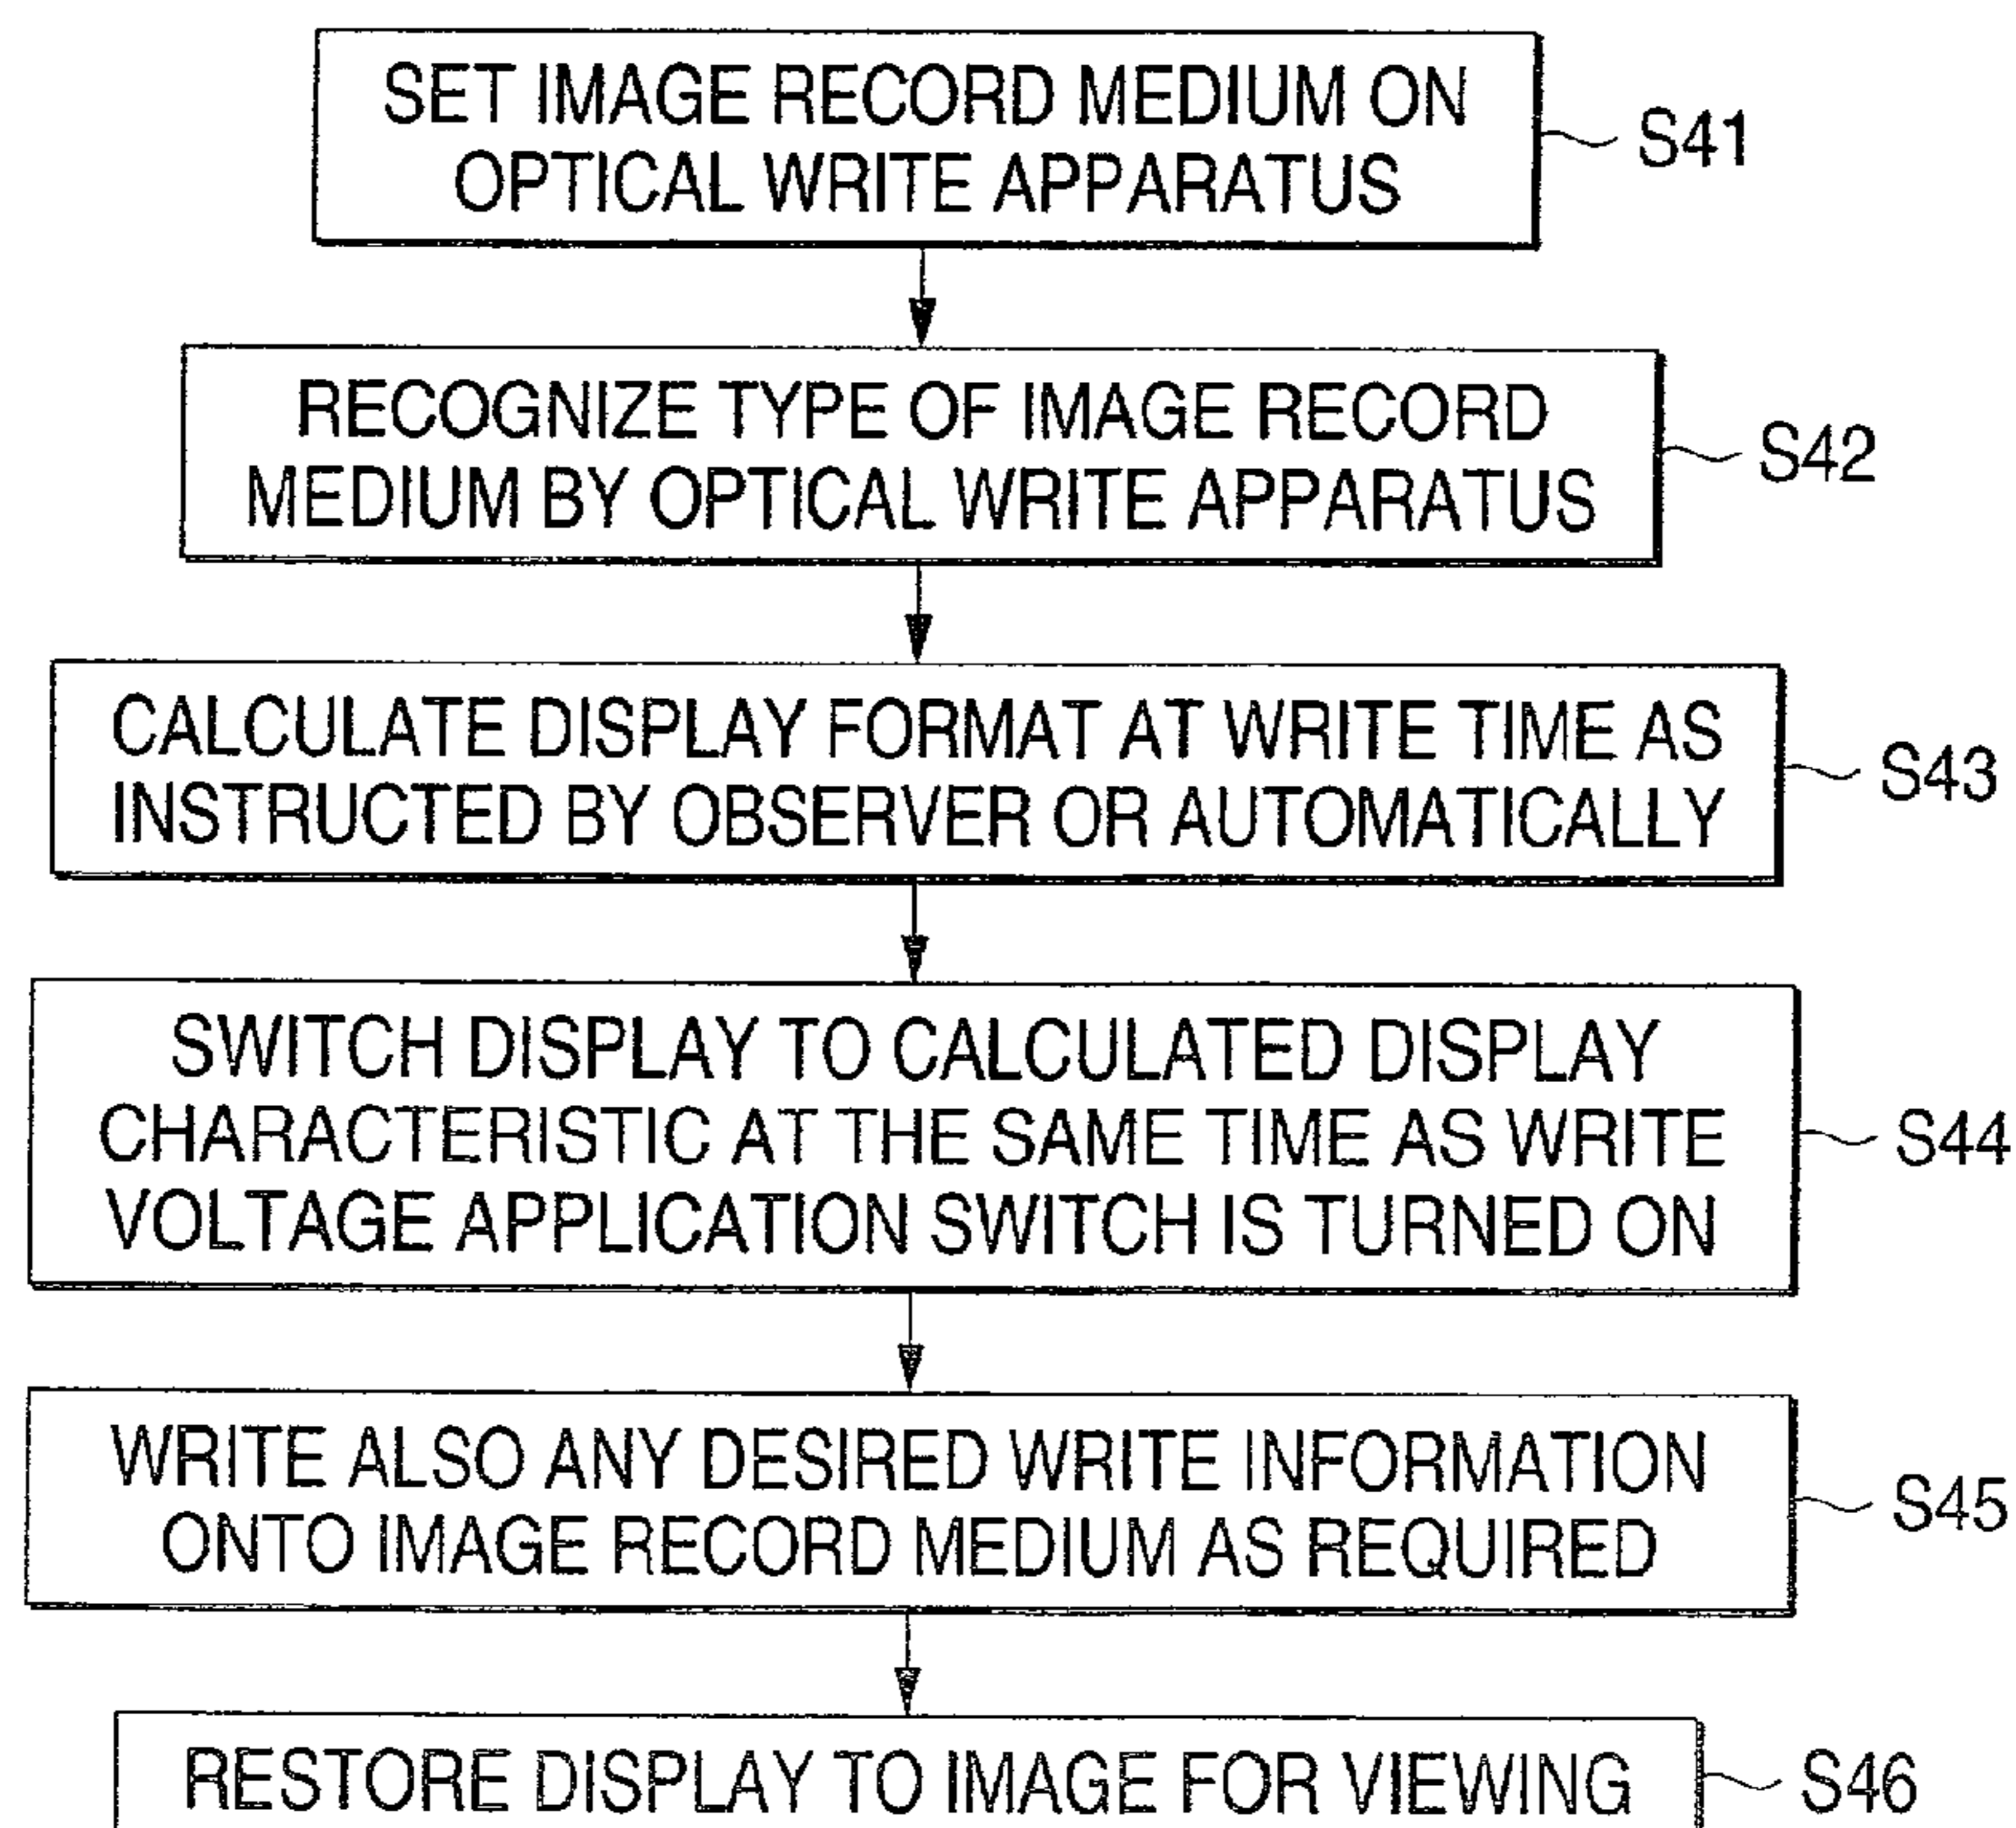 SET IMAGE RECORD MEDIUM ON
OPTICAL WRITE APPARATUS
S41
RECOGNIZE TYPE OF IMAGE RECORD
MEDIUM BY OPTICAL WRITE APPARATUS
S42
CALCULATE DISPLAY FORMAT AT WRITE TIME AS
INSTRUCTED BY OBSERVER OR AUTOMATICALLY
S43
SWITCH DISPLAY TO CALCULATED DISPLAY
CHARACTERISTIC AT THE SAME TIME AS WRITE
VOLTAGE APPLICATION SWITCH IS TURNED ON
S44
WRITE ALSO ANY DESIRED WRITE INFORMATION
ONTO IMAGE RECORD MEDIUM AS REQUIRED
S45
RESTORE DISPLAY TO IMAGE FOR VIEWING
S46